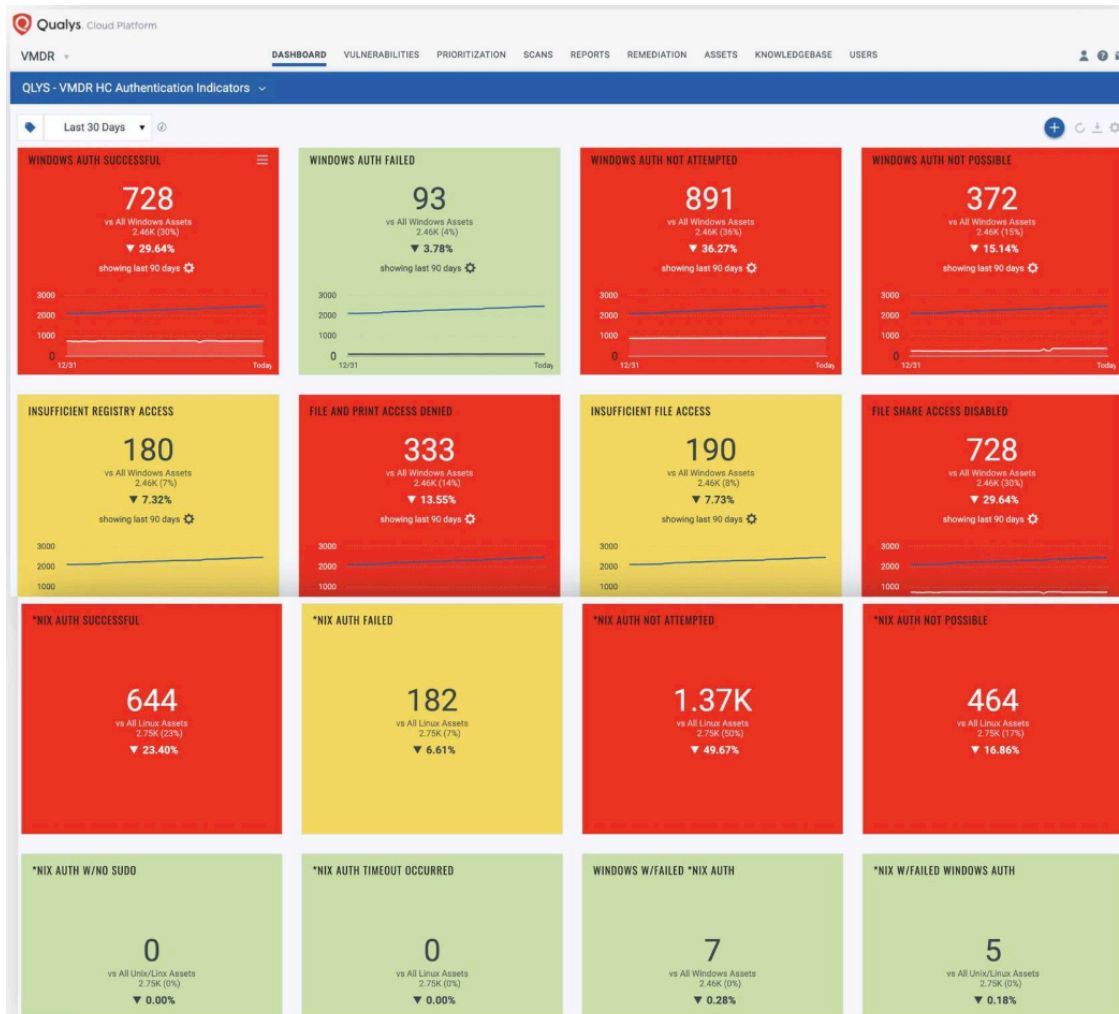 Qualys. Cloud Platform
VMDR
DASHBOARD VULNERABILITIES PRIORITIZATION SCANS REPORTS REMEDIATION ASSETS KNOWLEDGEBASE USERS
QLYS - VMDR HC Authentication Indicators
Last 30 Days
WINDOWS AUTH SUCCESSFUL
728
vs All Windows Assets
2.46K (30%)
▼ 29.64%
showing last 90 days
3000
2000
1000
0
12/31 Today
WINDOWS AUTH FAILED
93
vs All Windows Assets
2.46K (4%)
▼ 3.78%
showing last 90 days
3000
2000
1000
0
12/31 Today
WINDOWS AUTH NOT ATTEMPTED
891
vs All Windows Assets
2.46K (36%)
▼ 36.27%
showing last 90 days
3000
2000
1000
0
12/31 Today
WINDOWS AUTH NOT POSSIBLE
372
vs All Windows Assets
2.46K (15%)
▼ 15.14%
showing last 90 days
3000
2000
1000
0
12/31 Today
INSUFFICIENT REGISTRY ACCESS
180
vs All Windows Assets
2.46K (7%)
▼ 7.32%
showing last 90 days
3000
2000
1000
FILE AND PRINT ACCESS DENIED
333
vs All Windows Assets
2.46K (14%)
▼ 13.55%
showing last 90 days
3000
2000
1000
INSUFFICIENT FILE ACCESS
190
vs All Windows Assets
2.46K (8%)
▼ 7.73%
showing last 90 days
3000
2000
1000
FILE SHARE ACCESS DISABLED
728
vs All Windows Assets
2.46K (30%)
▼ 29.64%
showing last 90 days
3000
2000
1000
*NIX AUTH SUCCESSFUL
644
vs All Linux Assets
2.75K (23%)
▼ 23.40%
*NIX AUTH FAILED
182
vs All Linux Assets
2.75K (7%)
▼ 6.61%
*NIX AUTH NOT ATTEMPTED
1.37K
vs All Linux Assets
2.75K (50%)
▼ 49.67%
*NIX AUTH NOT POSSIBLE
464
vs All Linux Assets
2.75K (17%)
▼ 16.86%
*NIX AUTH W/NO SUDO
0
vs All Unix/Linx Assets
2.75K (0%)
▼ 0.00%
*NIX AUTH TIMEOUT OCCURRED
0
vs All Linux Assets
2.75K (0%)
▼ 0.00%
WINDOWS W/FAILED *NIX AUTH
7
vs All Windows Assets
2.46K (0%)
▼ 0.28%
*NIX W/FAILED WINDOWS AUTH
5
vs All Unix/Linux Assets
2.75K (0%)
▼ 0.18%